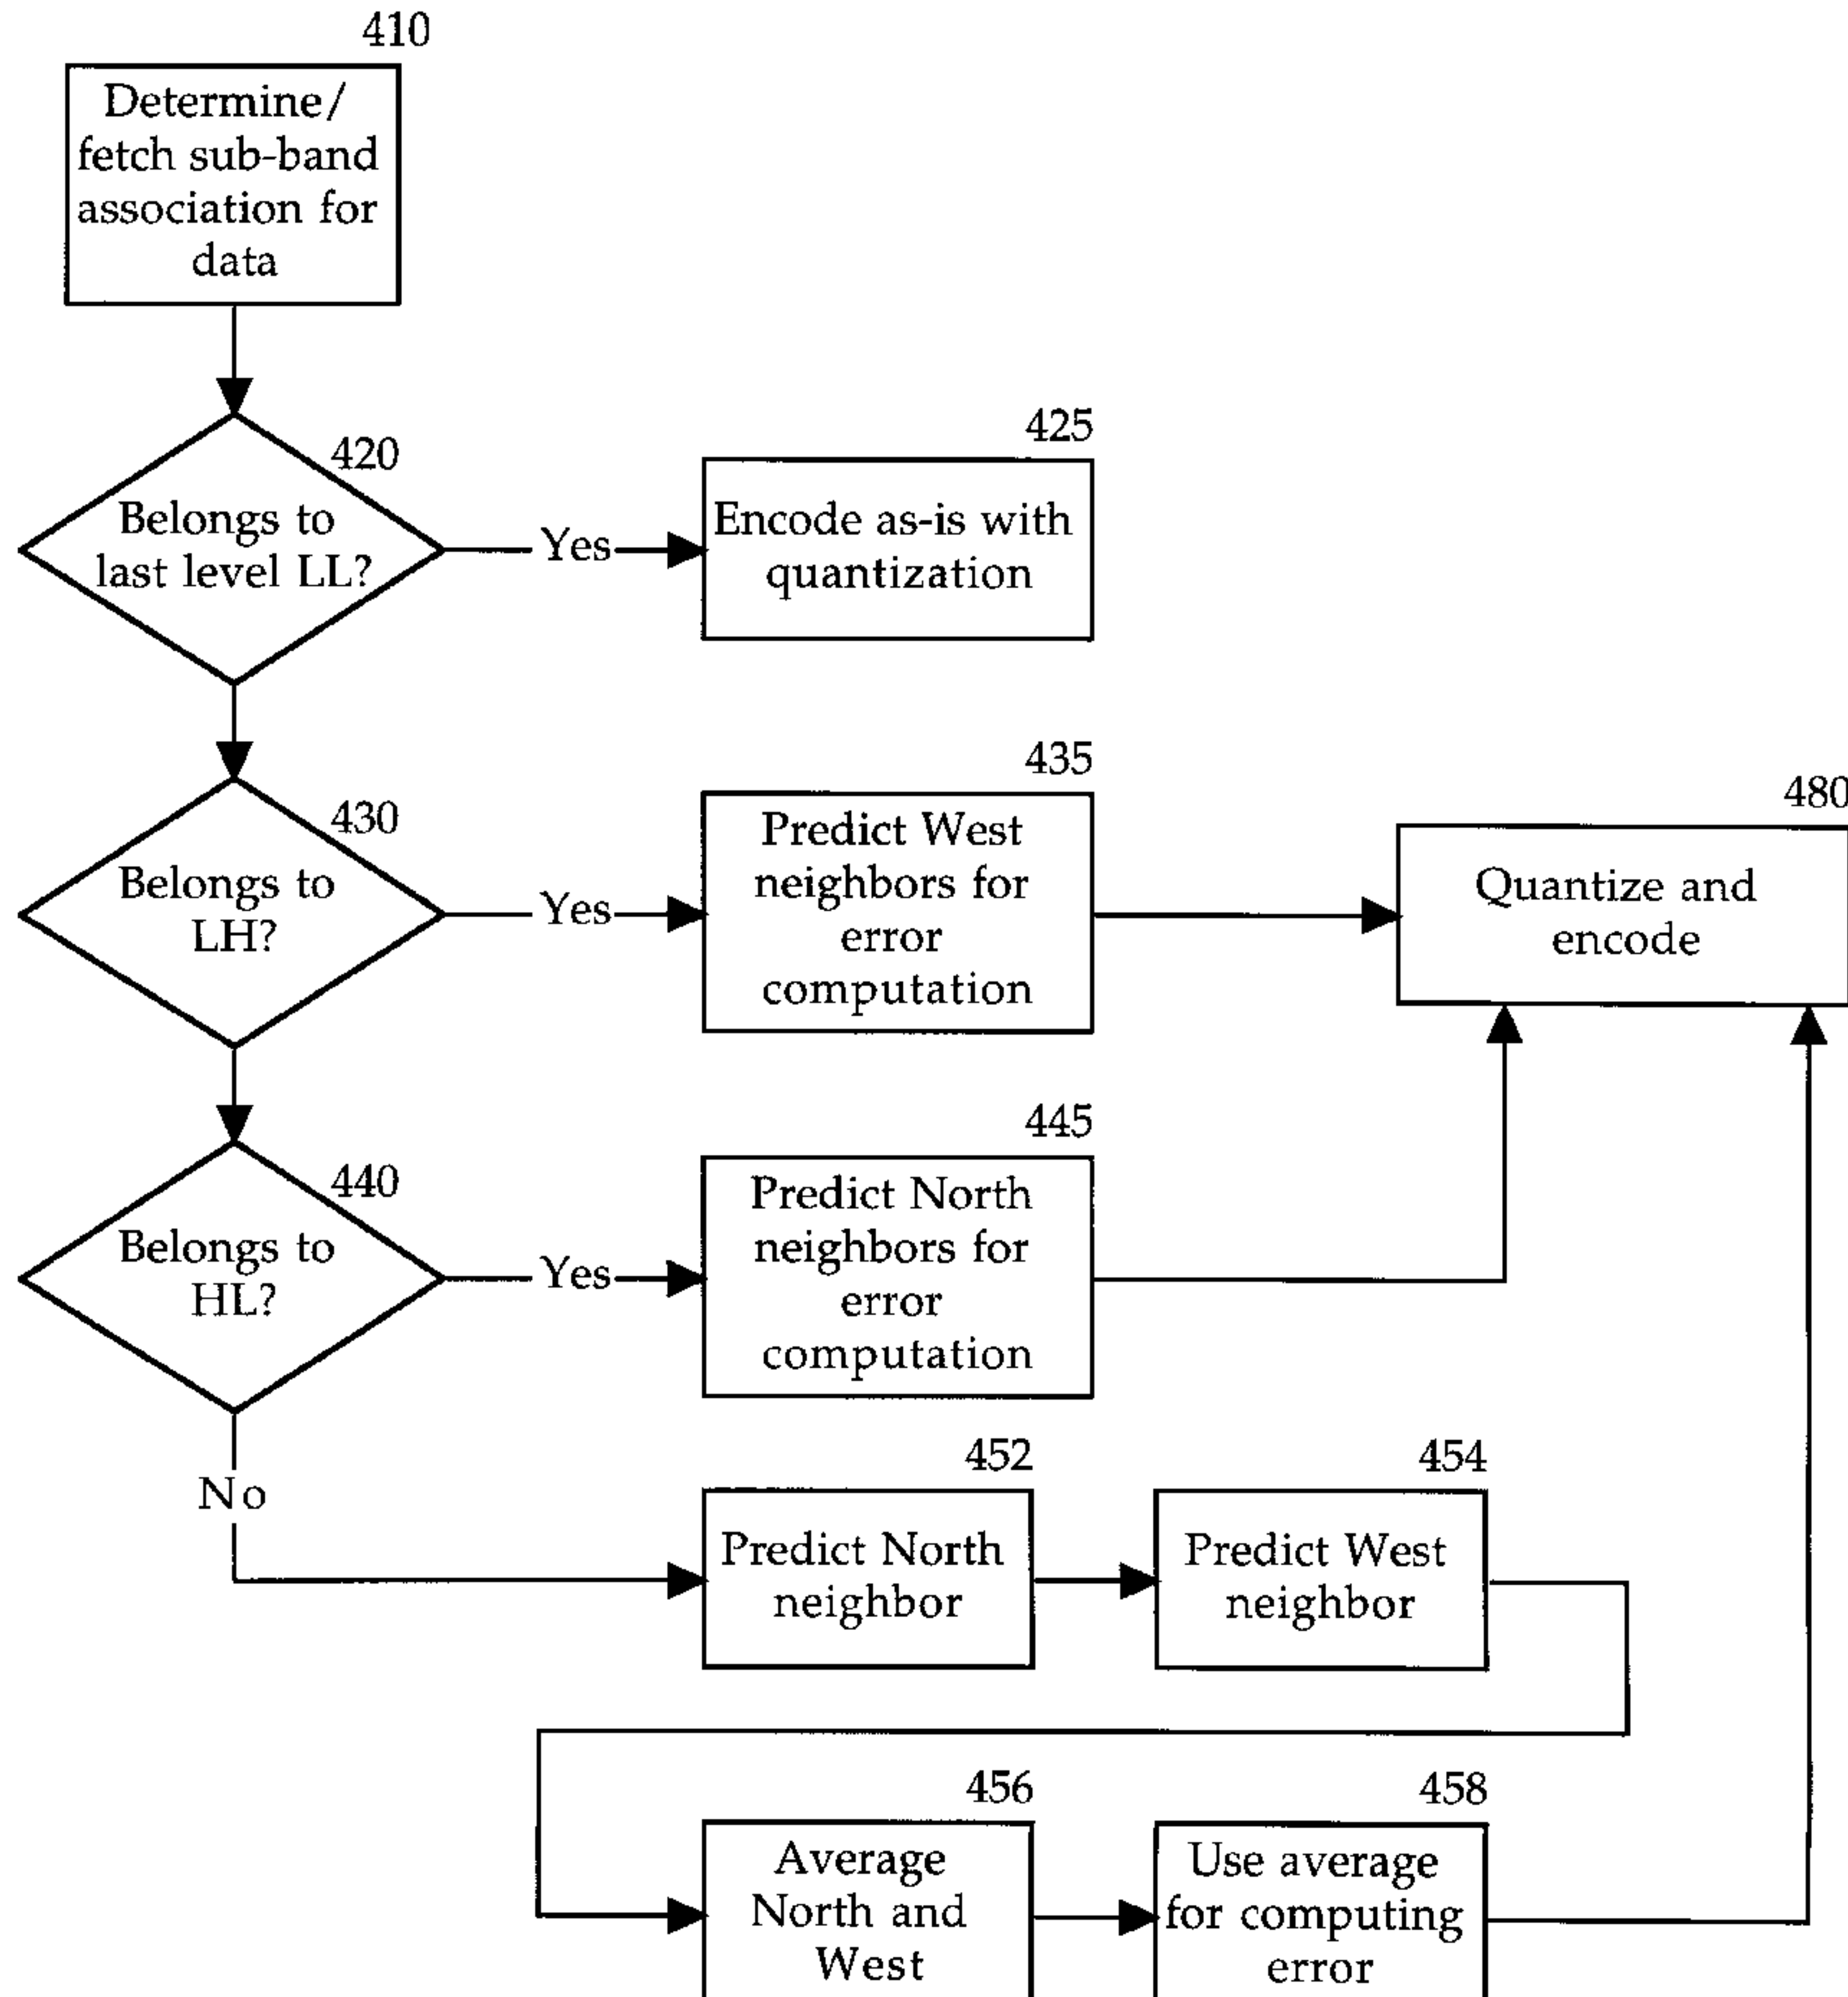 410
Determine/
fetch sub-band
association for
data
420
Belongs to
last level LL?
Yes
425
Encode as-is with
quantization
430
Belongs to
LH?
Yes
435
Predict West
neighbors for
error
computation
480
Quantize and
encode
440
Belongs to
HL?
Yes
445
Predict North
neighbors for
error
computation
No
452
Predict North
neighbor
454
Predict West
neighbor
456
Average
North and
West
458
Use average
for computing
error